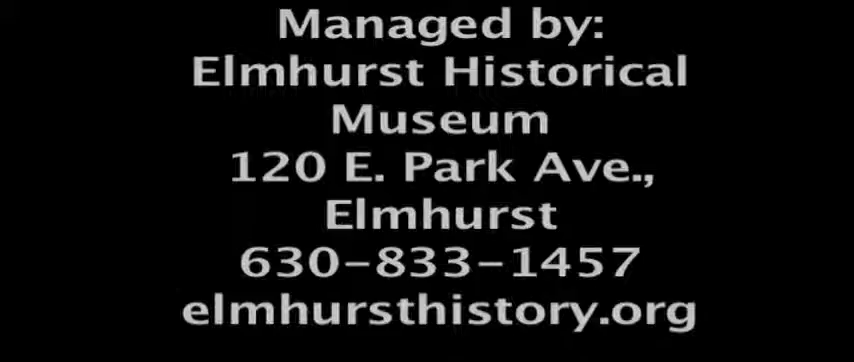 Managed by:
Elmhurst Historical
Museum
120 E. Park Ave.,
Elmhurst
630-833-1457
elmhursthistory.org